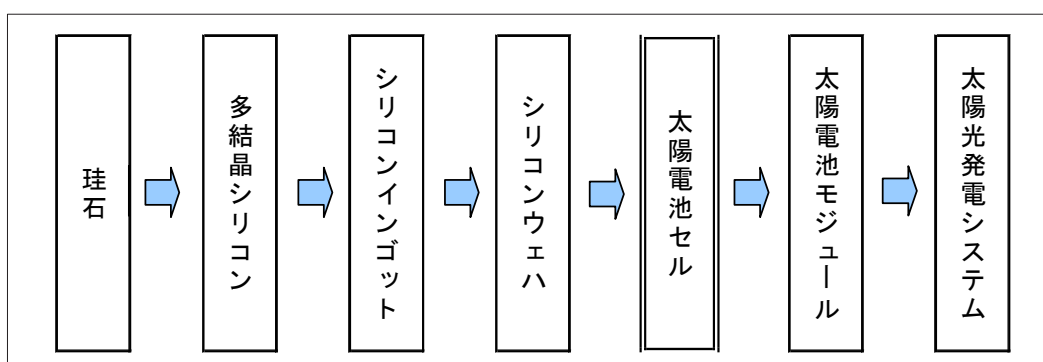 珪石
多結晶シリコン
シリコンインゴット
シリコンウェハ
太陽電池セル
太陽電池モジュール
太陽光発電システム